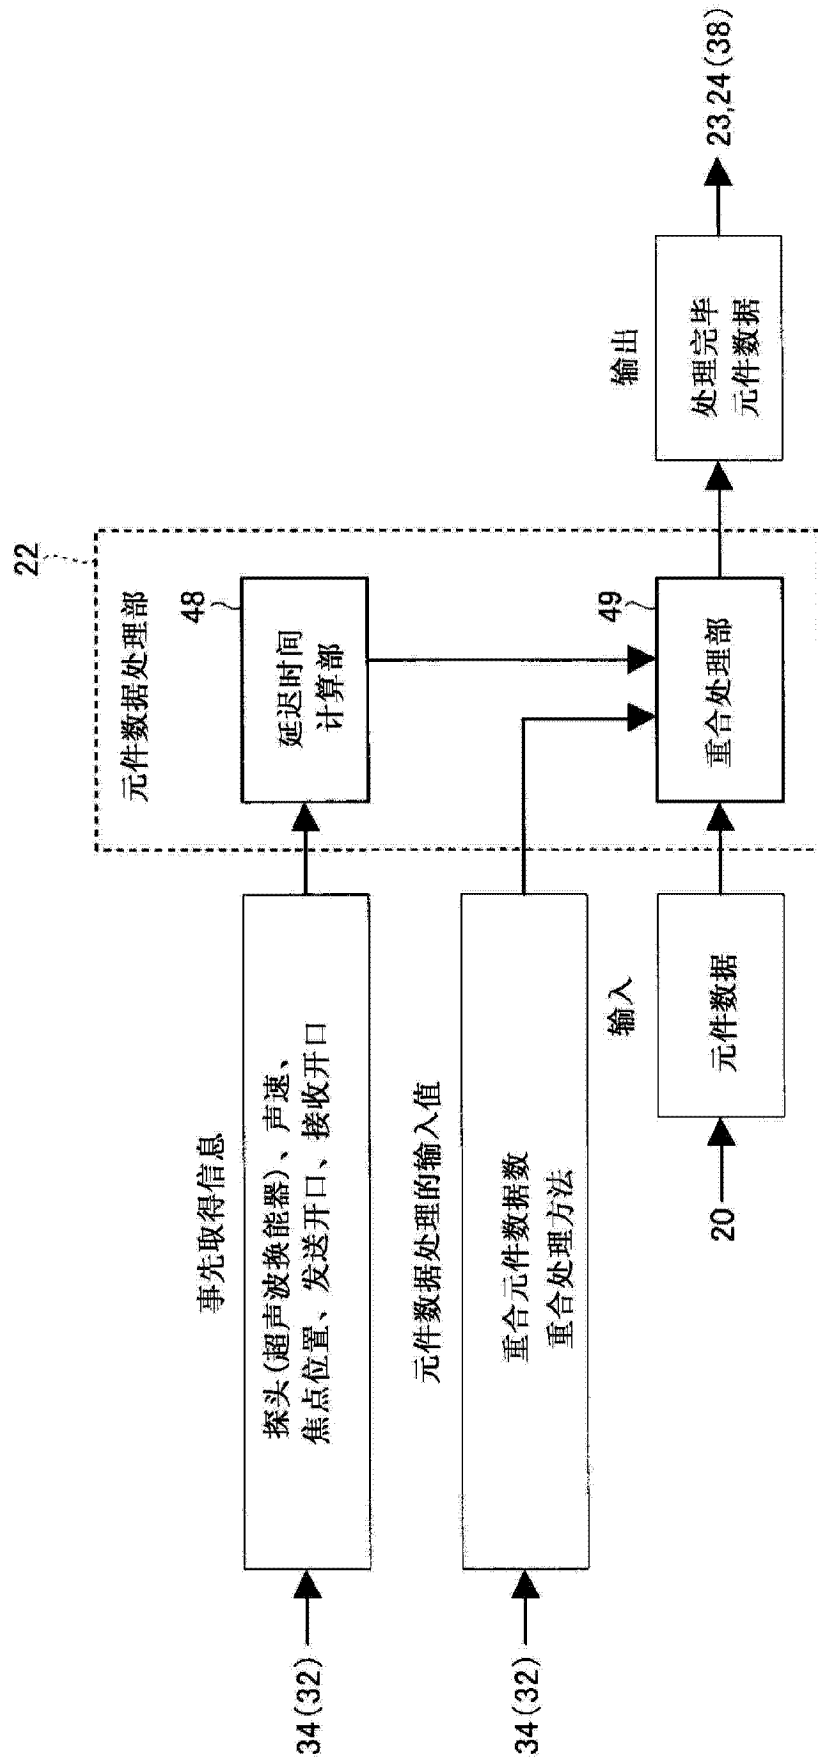 22
元件数据处理部
事先取得信息
34(32)
探头(超声波换能器)、声速、
焦点位置、发送开口、接收开口
48
延迟时间
计算部
元件数据处理的输入值
34(32)
重合元件数据数
重合处理方法
输入
20
元件数据
49
重合处理部
输出
处理完毕
元件数据
23,24(38)